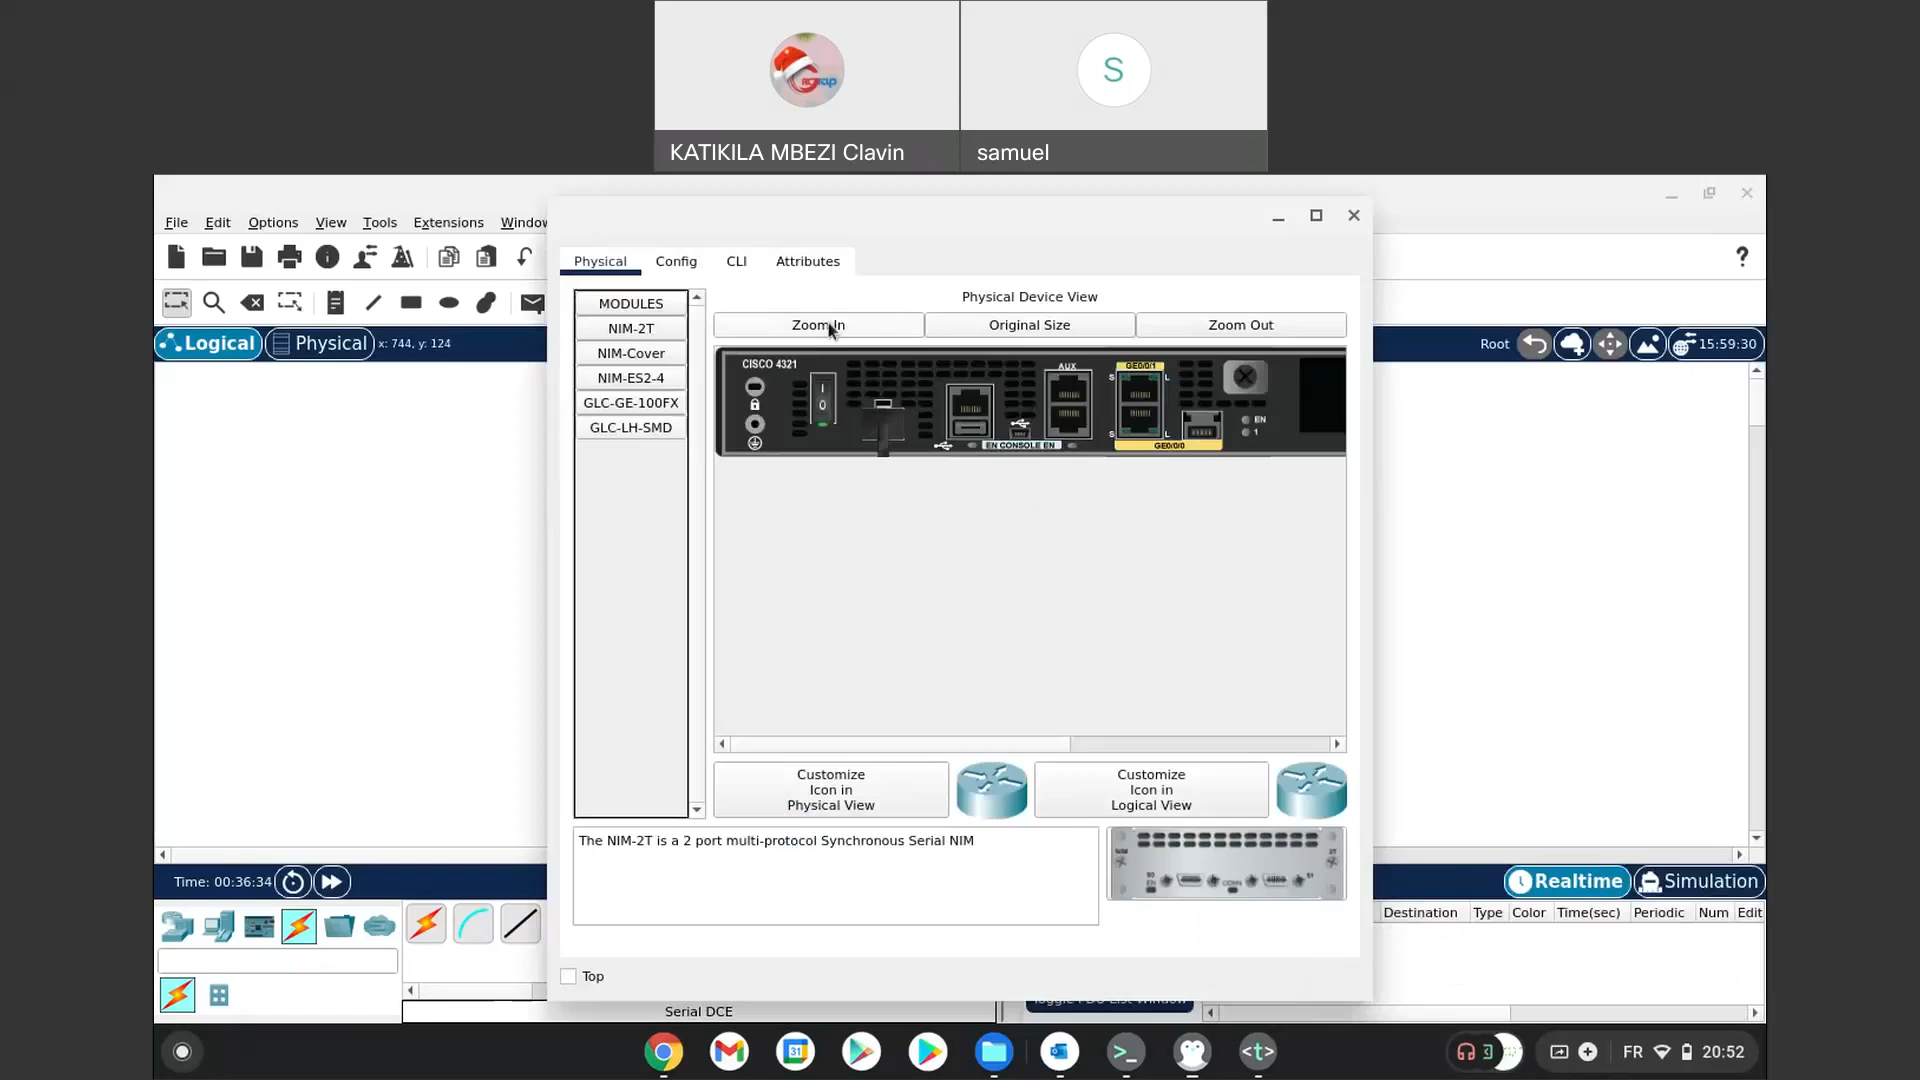 KATIKILA MBEZI Clavin
S
samuel
File Edit Options View Tools Extensions Window
Physical Config CLI Attributes
?
MODULES
NIM-2T
NIM-Cover
NIM-ES2-4
GLC-GE-100FX
GLC-LH-SMD
Physical Device View
Zoom In Original Size Zoom Out
Logical Physical x: 744, y: 124
Root 15:59:30
CISCO 4321
AUX
GE0/0/1
S L
EN
1
S L
EN CONSOLE EN
GE0/0/0
Customize
Icon in
Physical View
Customize
Icon in
Logical View
The NIM-2T is a 2 port multi-protocol Synchronous Serial NIM
Time: 00:36:34
Realtime Simulation
Destination Type Color Time(sec) Periodic Num Edit
Top
Serial DCE
31
FR 20:52